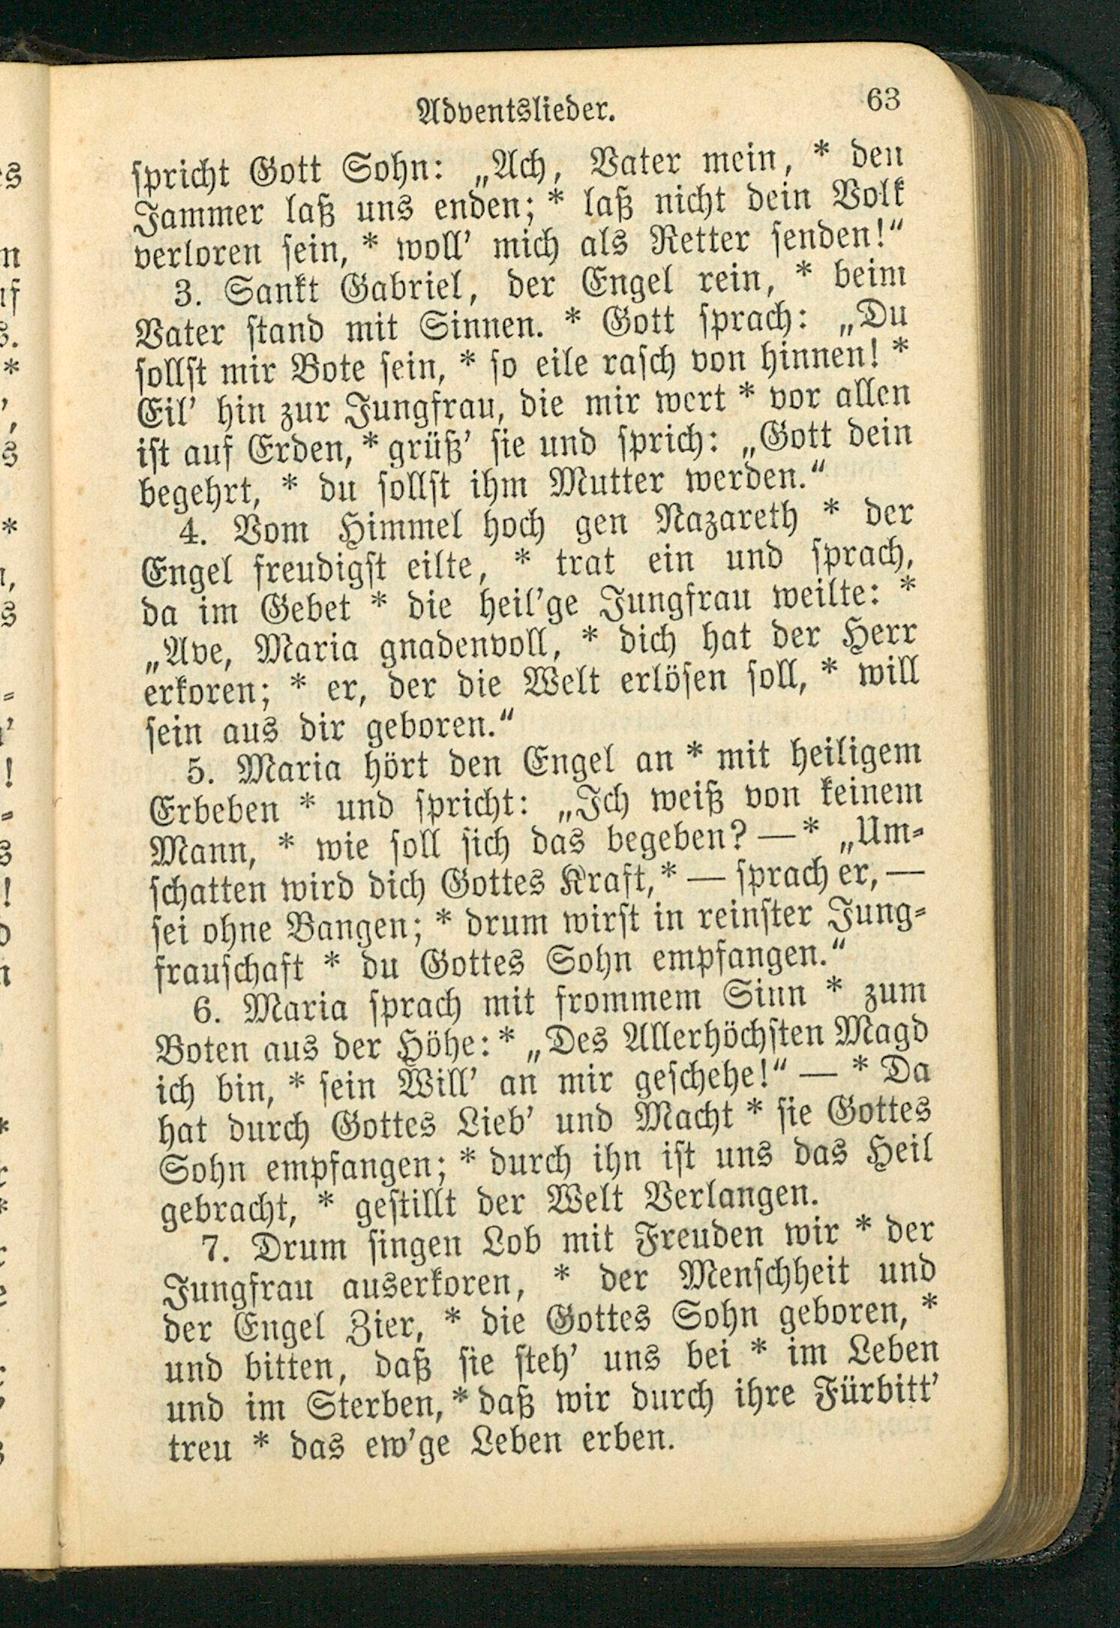 Adventslieder. 63
spricht Gott Sohn: „Ach, Vater mein, * den
Jammer laß uns enden; * laß nicht dein Volk
verloren sein, * woll’ mich als Retter senden!“
3. Sankt Gabriel, der Engel rein, * beim
Vater stand mit Sinnen. * Gott sprach: „Du
sollst mir Bote sein, * so eile rasch von hinnen! *
Eil’ hin zur Jungfrau, die mir wert * vor allen
ist auf Erden, * grüß’ sie und sprich: „Gott dein
begehrt, * du sollst ihm Mutter werden.“
4. Vom Himmel hoch gen Nazareth * der
Engel freudigst eilte, * trat ein und sprach,
da im Gebet * die heil’ge Jungfrau weilte: *
„Ave, Maria gnadenvoll, * dich hat der Herr
erkoren; * er, der die Welt erlösen soll, * will
sein aus dir geboren.“
5. Maria hört den Engel an * mit heiligem
Erbeben * und spricht: „Ich weiß von keinem
Mann, * wie soll sich das begeben? — * „Um-
schatten wird dich Gottes Kraft, * — sprach er, —
sei ohne Bangen; * drum wirst in reinster Jung-
frauschaft * du Gottes Sohn empfangen.“
6. Maria sprach mit frommem Sinn * zum
Boten aus der Höhe: * „Des Allerhöchsten Magd
ich bin, * sein Will’ an mir geschehe!“ — * Da
hat durch Gottes Lieb’ und Macht * sie Gottes
Sohn empfangen; * durch ihn ist uns das Heil
gebracht, * gestillt der Welt Verlangen.
7. Drum singen Lob mit Freuden wir * der
Jungfrau auserkoren, * der Menschheit und
der Engel Zier, * die Gottes Sohn geboren, *
und bitten, daß sie steh’ uns bei * im Leben
und im Sterben, * daß wir durch ihre Fürbitt’
treu * das ew’ge Leben erben.